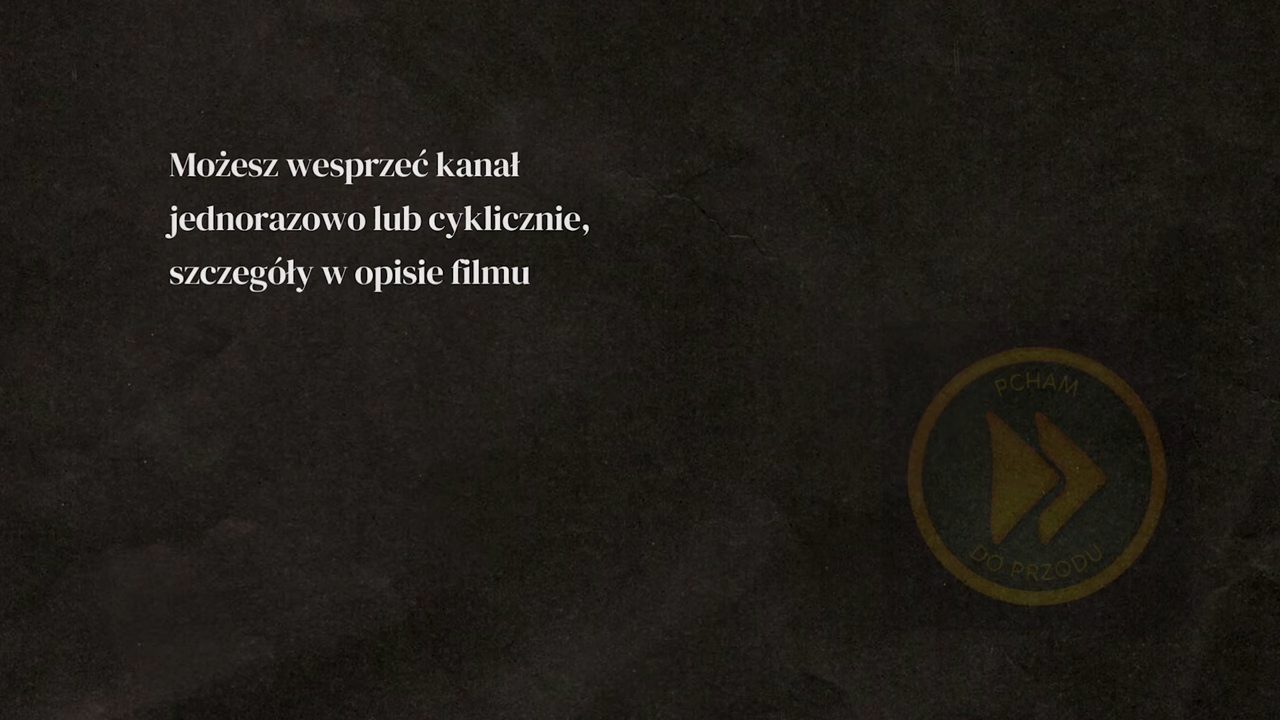 Możesz wesprzeć kanał
jednorazowo lub cyklicznie,
szczegóły w opisie filmu
PCHAM
DO PRZODU